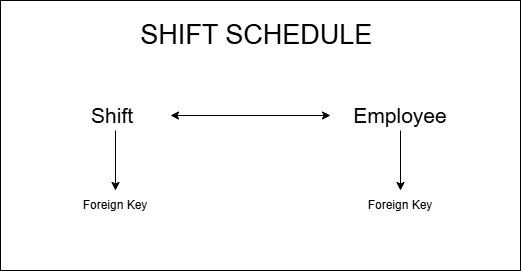 SHIFT SCHEDULE
Shift
Employee
Foreign Key
Foreign Key